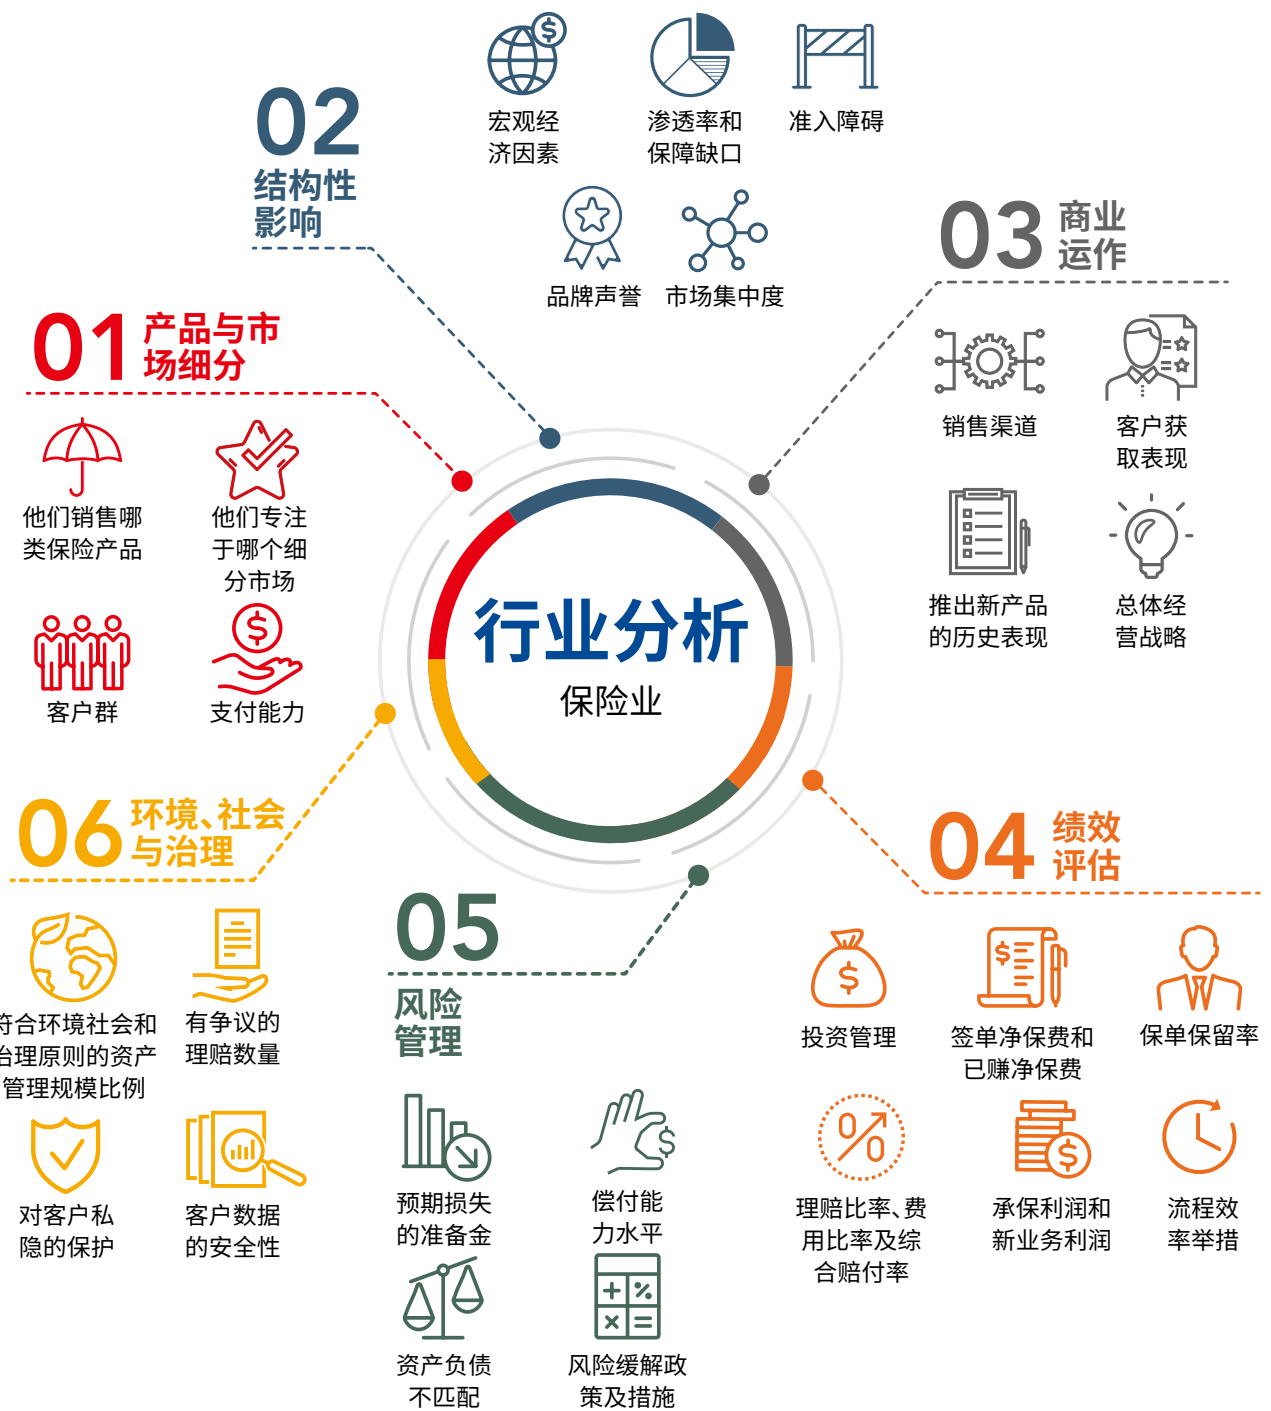 行业分析
保险业
01
产品与市
场细分
他们销售哪
类保险产品
他们专注
于哪个细
分市场
客户群
支付能力
02
结构性
影响
宏观经
济因素
渗透率和
保障缺口
准入障碍
品牌声誉
市场集中度
03
商业
运作
销售渠道
客户获
取表现
推出新产品
的历史表现
总体经
营战略
04
绩效
评估
投资管理
签单净保费和
已赚净保费
保单保留率
理赔比率、费
用比率及综
合赔付率
承保利润和
新业务利润
流程效
率举措
05
风险
管理
预期损失
的准备金
偿付能
力水平
资产负债
不匹配
风险缓解政
策及措施
06
环境、社会
与治理
符合环境社会和
治理原则的资产
管理规模比例
有争议的
理赔数量
对客户私
隐的保护
客户数据
的安全性